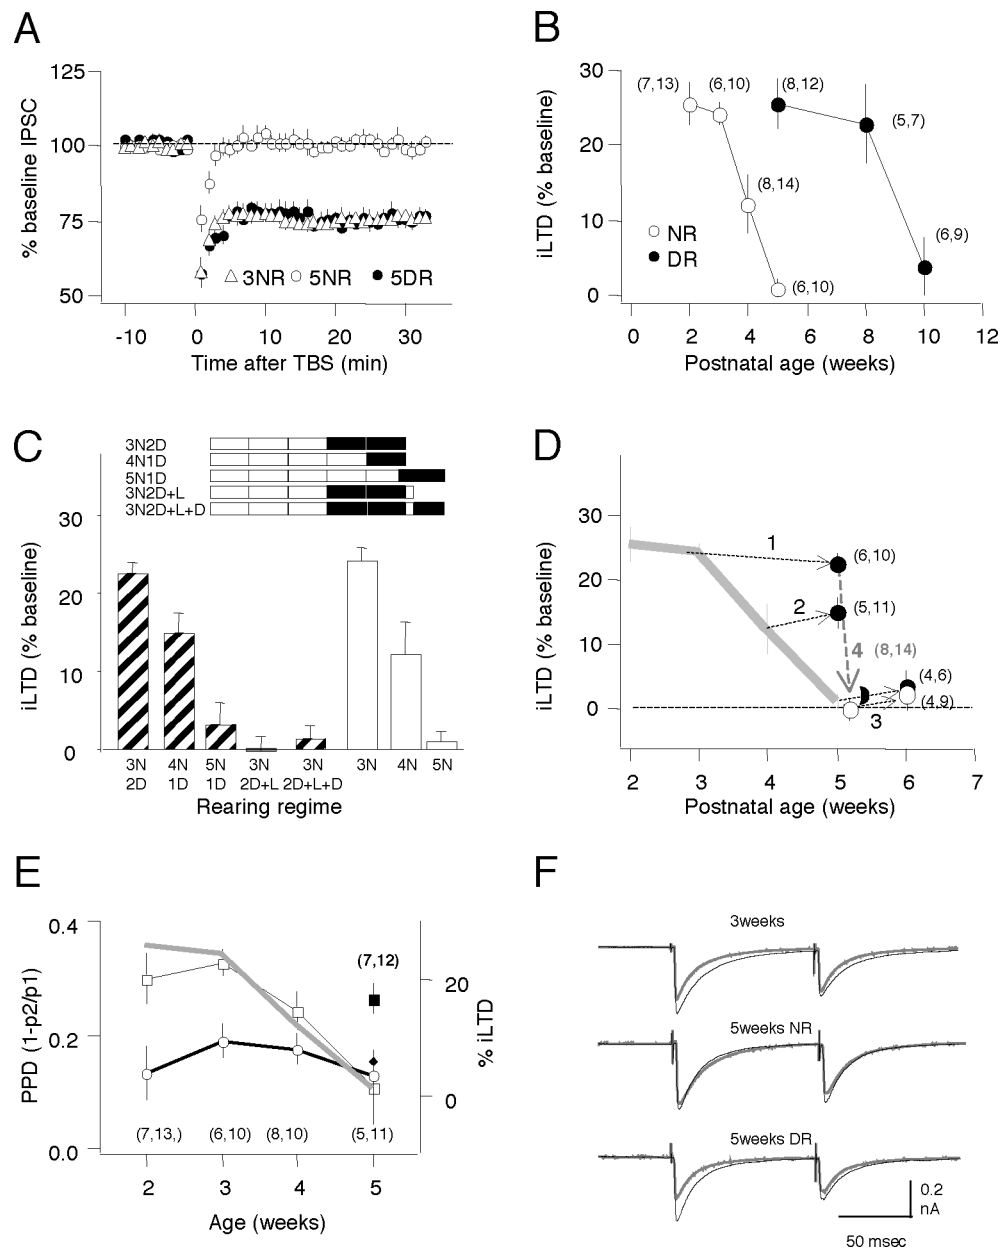 A
125
100
75
50
% baseline IPSC
3NR 5NR 5DR
-10 0 10 20 30
Time after TBS (min)
B
30
20
10
0
iLTD (% baseline)
(7,13) (6,10) (8,12)
(5,7)
(8,14)
(6,9)
(6,10)
NR
DR
0 2 4 6 8 10 12
Postnatal age (weeks)
C
3N2D
4N1D
5N1D
3N2D+L
3N2D+L+D
30
20
10
0
iLTD (% baseline)
3N 4N 5N 3N 3N 3N 4N 5N
2D 1D 1D 2D+L 2D+L+D
Rearing regime
D
30
20
10
0
iLTD (% baseline)
1
(6,10)
2
(5,11)
4 (8,14)
(4,6)
(4,9)
3
2 3 4 5 6 7
Postnatal age (weeks)
E
0.4
0.2
0.0
PPD (1-p2/p1)
(7,12)
20
0
% iLTD
(7,13,) (6,10) (8,10) (5,11)
2 3 4 5
Age (weeks)
F
3weeks
5weeks NR
5weeks DR
0.2
nA
50 msec